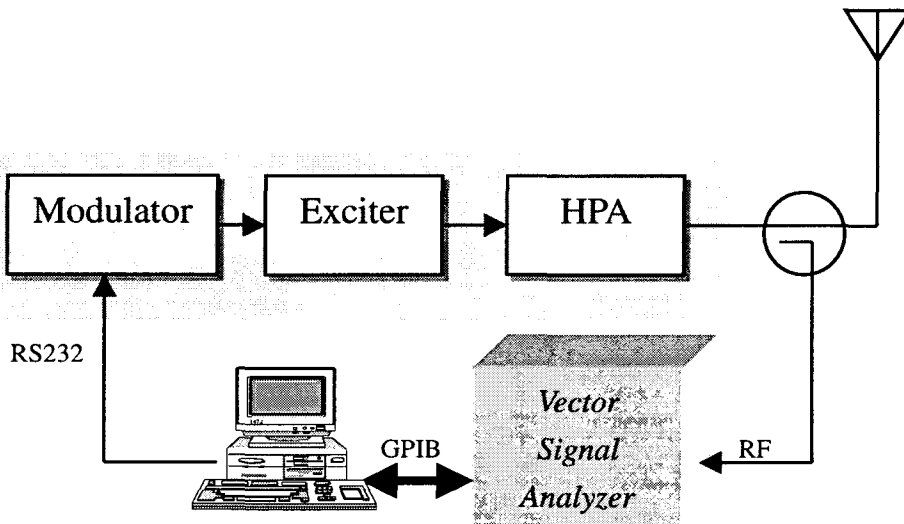 Modulator
Exciter
HPA
RS232
GPIB
Vector
Signal
Analyzer
RF